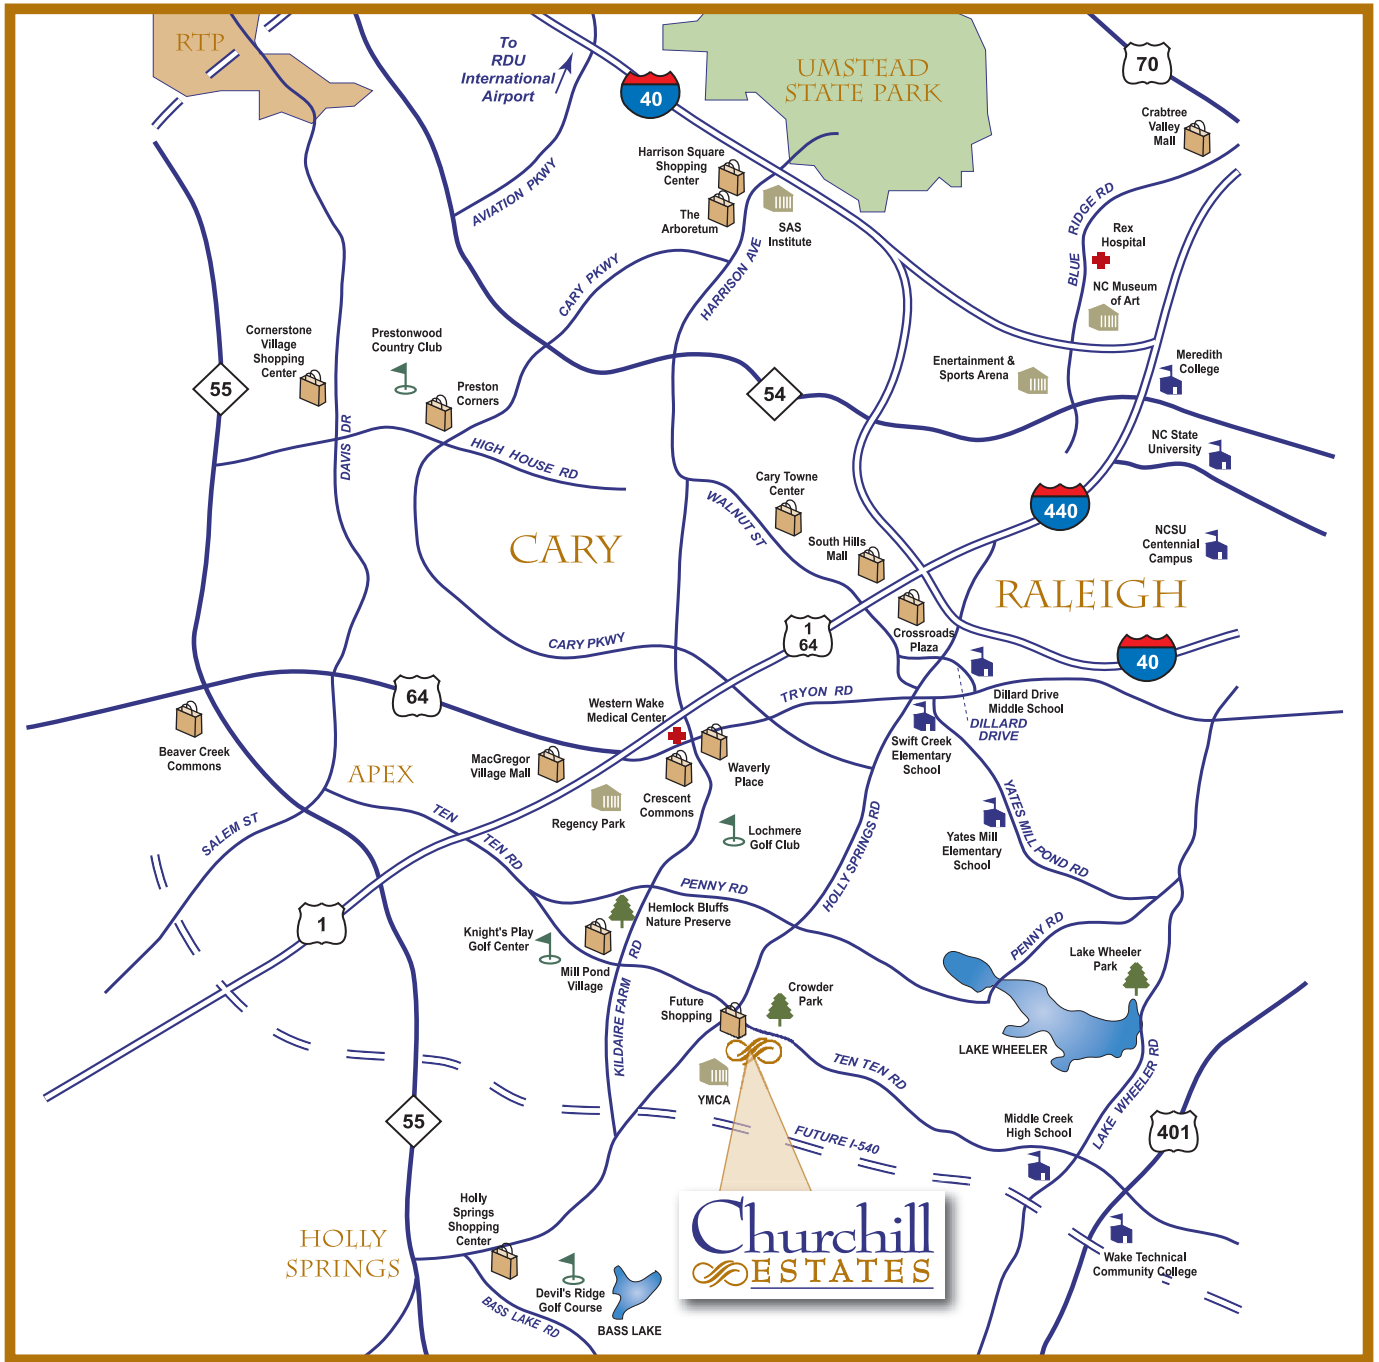 RTP
To
RDU
International
Airport
40
UMSTEAD
STATE PARK
70
Crabtree
Valley
Mall
Harrison Square
Shopping
Center
The
Arboretum
SAS
Institute
AVIATION PKWY
CARY PKWY
HARRISON AVE
BLUE RIDGE RD
Rex
Hospital
NC Museum
of Art
Cornerstone
Village
Shopping
Center
Prestonwood
Country Club
Preston
Corners
55
54
Enertainment &
Sports Arena
Meredith
College
DAVIS DR
HIGH HOUSE RD
NC State
University
WALNUT ST
Cary Towne
Center
South Hills
Mall
440
NCSU
Centennial
Campus
CARY
RALEIGH
Crossroads
Plaza
1
64
CARY PKWY
40
64
Western Wake
Medical Center
TRYON RD
Dillard Drive
Middle School
DILLARD
DRIVE
Beaver Creek
Commons
APEX
MacGregor
Village Mall
Waverly
Place
Swift Creek
Elementary
School
Regency Park
Crescent
Commons
Lochmere
Golf Club
SALEM ST
TEN TEN RD
HOLLY SPRINGS RD
YATES MILL POND RD
Yates Mill
Elementary
School
PENNY RD
1
Knight's Play
Golf Center
Hemlock Bluffs
Nature Preserve
Mill Pond
Village
KILDAIRE FARM RD
PENNY RD
Lake Wheeler
Park
Future
Shopping
Crowder
Park
LAKE WHEELER
YMCA
TEN TEN RD
LAKE WHEELER RD
55
FUTURE I-540
Middle Creek
High School
401
Holly
Springs
Shopping
Center
HOLLY
SPRINGS
Churchill
ESTATES
Wake Technical
Community College
Devil's Ridge
Golf Course
BASS LAKE RD
BASS LAKE